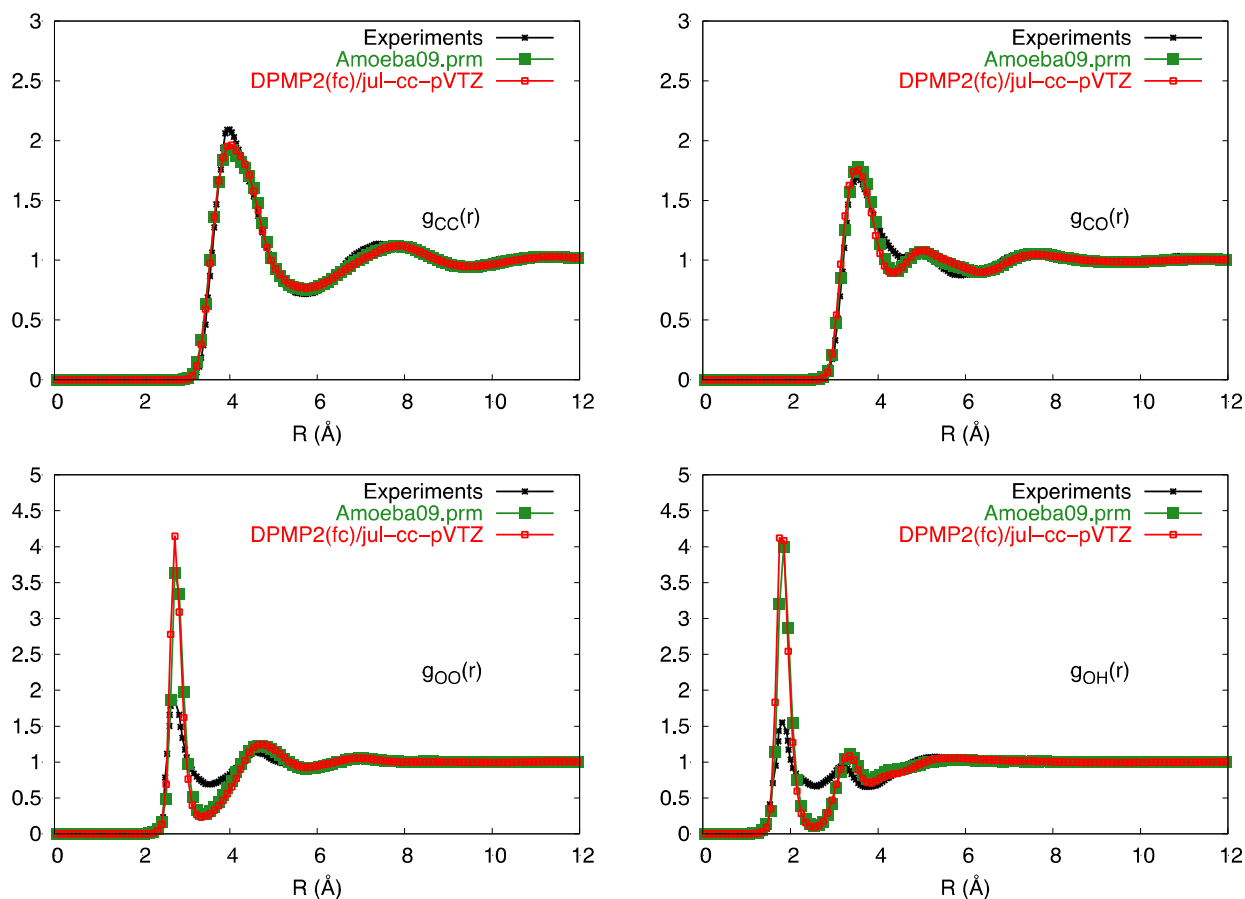 3
2.5
2
1.5
1
0.5
0
0 2 4 6 8 10 12
R (Å)
Experiments
Amoeba09.prm
DPMP2(fc)/jul-cc-pVTZ
gCC(r)
3
2.5
2
1.5
1
0.5
0
0 2 4 6 8 10 12
R (Å)
Experiments
Amoeba09.prm
DPMP2(fc)/jul-cc-pVTZ
gCO(r)
5
4.5
4
3.5
3
2.5
2
1.5
1
0.5
0
0 2 4 6 8 10 12
R (Å)
Experiments
Amoeba09.prm
DPMP2(fc)/jul-cc-pVTZ
gOO(r)
5
4.5
4
3.5
3
2.5
2
1.5
1
0.5
0
0 2 4 6 8 10 12
R (Å)
Experiments
Amoeba09.prm
DPMP2(fc)/jul-cc-pVTZ
gOH(r)